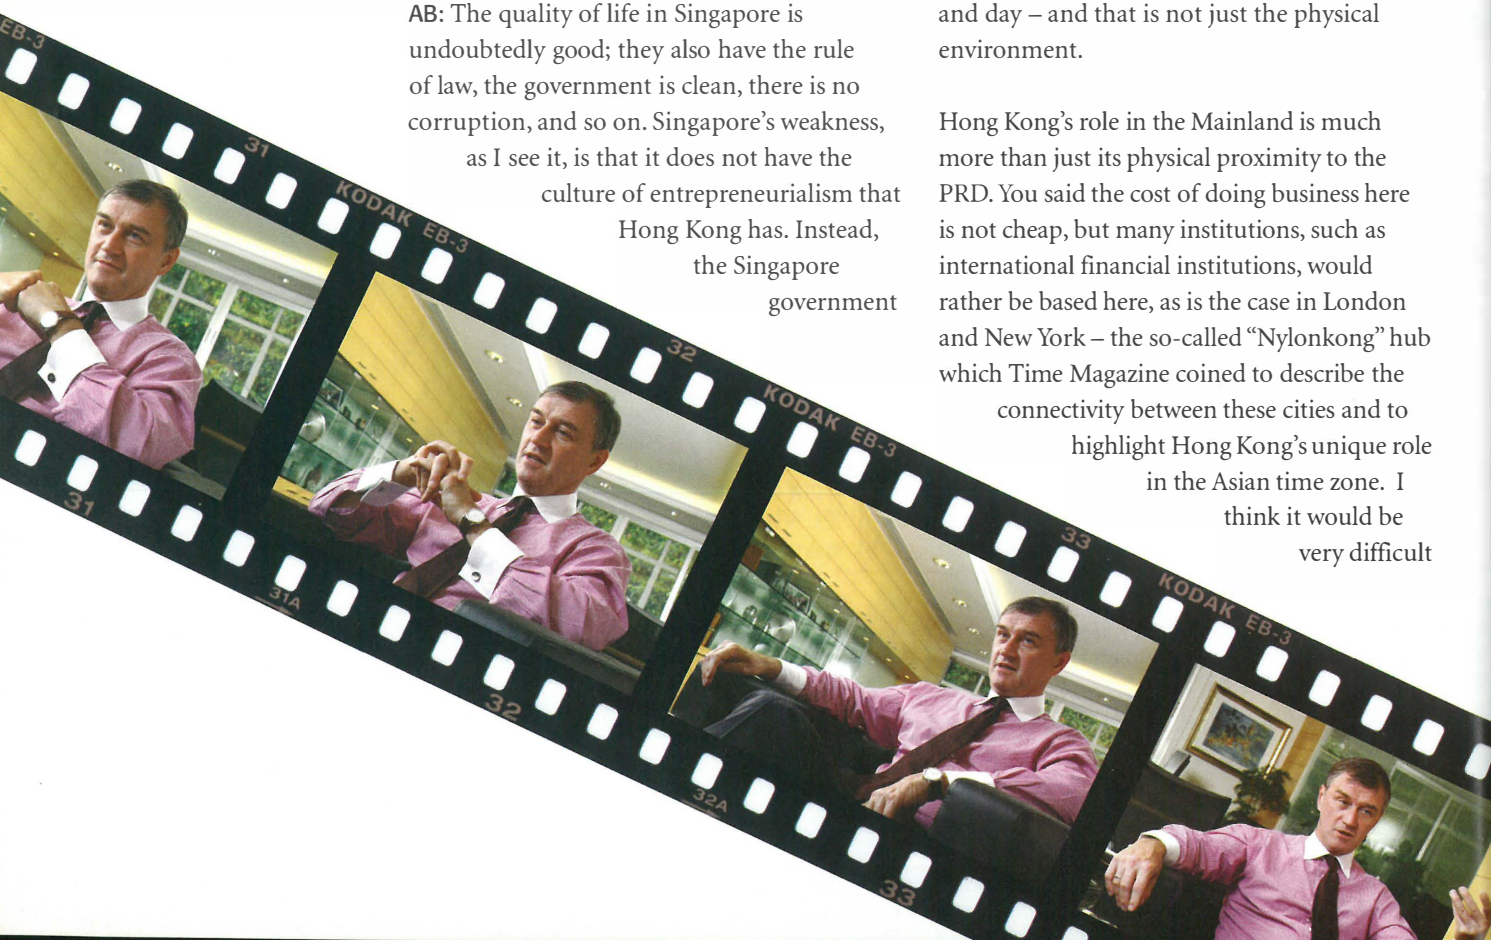 AB: The quality of life in Singapore is
undoubtedly good; they also have the rule
of law, the government is clean, there is no
corruption, and so on. Singapore’s weakness,
as I see it, is that it does not have the
culture of entrepreneurialism that
Hong Kong has. Instead,
the Singapore
government
and day – and that is not just the physical
environment.
Hong Kong’s role in the Mainland is much
more than just its physical proximity to the
PRD. You said the cost of doing business here
is not cheap, but many institutions, such as
international financial institutions, would
rather be based here, as is the case in London
and New York – the so-called “Nylonkong” hub
which Time Magazine coined to describe the
connectivity between these cities and to
highlight Hong Kong’s unique role
in the Asian time zone. I
think it would be
very difficult
EB-3
31
KODAK EB-3
32
KODAK EB-3
33
KODAK EB-3
31
31A
32
32A
33